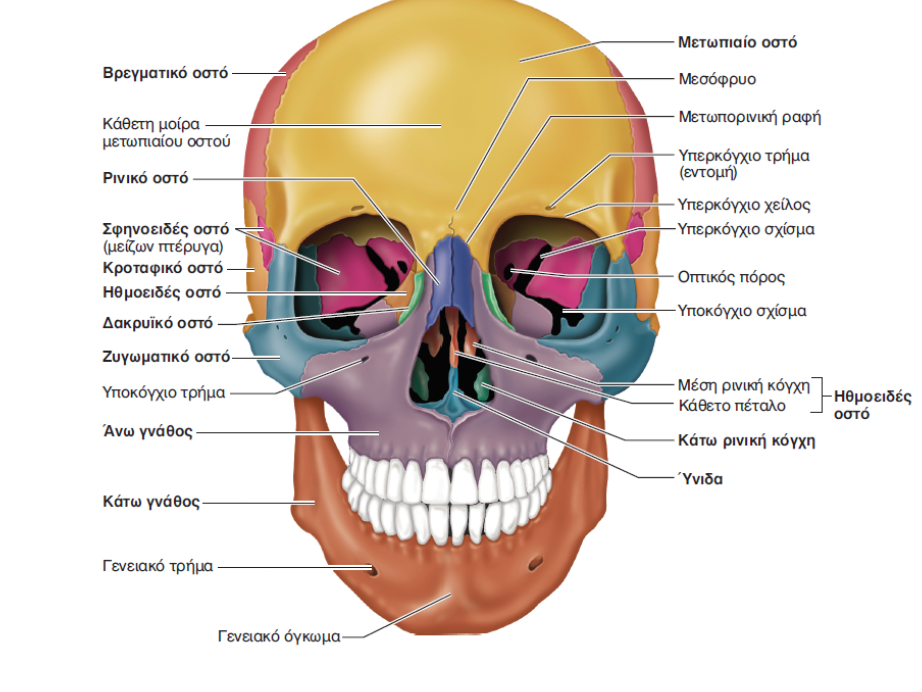 Βρεγματικό οστό
Κάθετη μοίρα
μετωπιαίου οστού
Ρινικό οστό
Σφηνοειδές οστό
(μείζων πτέρυγα)
Κροταφικό οστό
Ηθμοειδές οστό
Δακρυϊκό οστό
Ζυγωματικό οστό
Υποκόγχιο τρήμα
Άνω γνάθος
Κάτω γνάθος
Γενειακό τρήμα
Γενειακό όγκωμα
Μετωπιαίο οστό
Μεσόφρυο
Μετωπορινική ραφή
Υπερκόγχιο τρήμα
(εντομή)
Υπερκόγχιο χείλος
Υπερκόγχιο σχίσμα
Οπτικός πόρος
Υποκόγχιο σχίσμα
Μέση ρινική κόγχη
Κάθετο πέταλο
Ηθμοειδές
οστό
Κάτω ρινική κόγχη
Ύνιδα